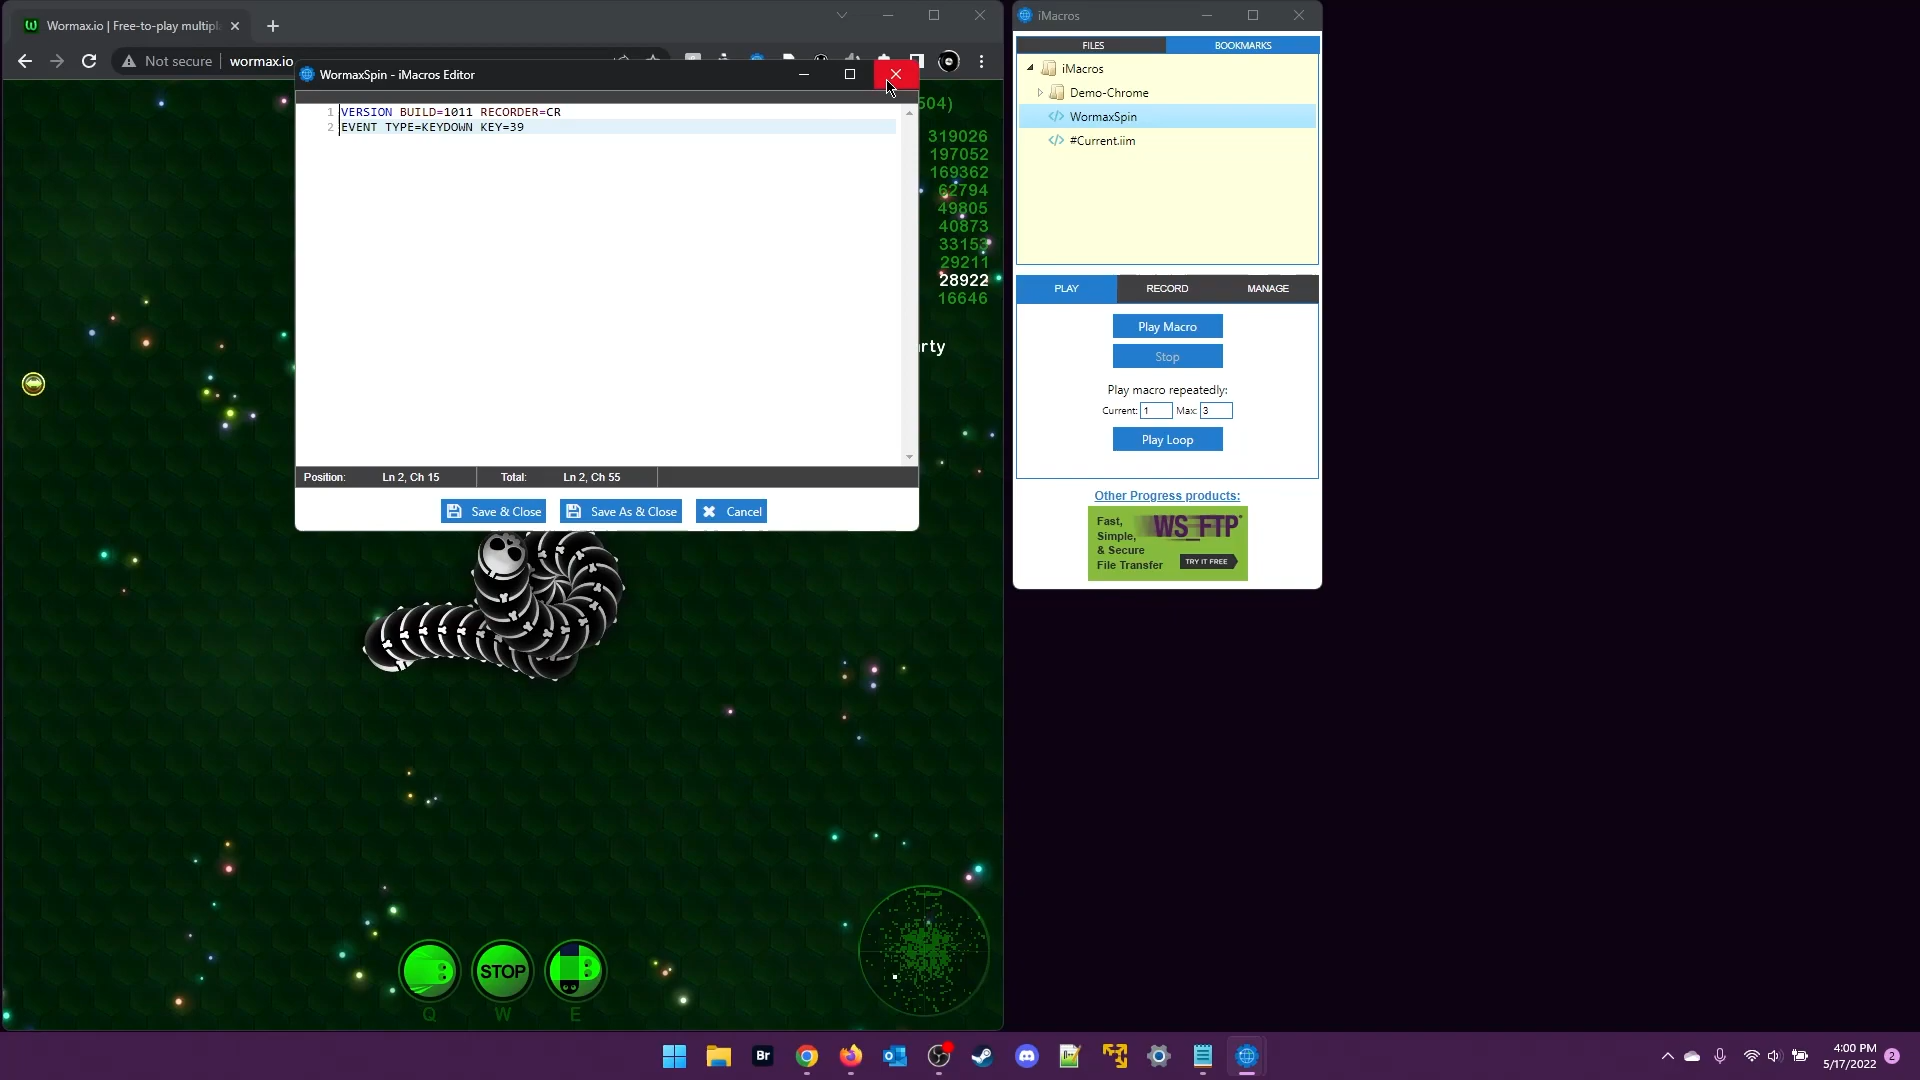 Wormax.io | Free-to-play multipl
Not secure
wormax.io
WormaxSpin - iMacros Editor
1 VERSION BUILD=1011 RECORDER=CR
2 EVENT TYPE=KEYDOWN KEY=39
Position: Ln 2, Ch 15 Total: Ln 2, Ch 55
Save & Close
Save As & Close
Cancel
504)
319026
197052
169362
62794
49805
40873
33153
29211
28922
16646
rty
Q
STOP
W
E
iMacros
FILES
BOOKMARKS
iMacros
Demo-Chrome
WormaxSpin
#Current.iim
PLAY
RECORD
MANAGE
Play Macro
Stop
Play macro repeatedly:
Current: 1 Max: 3
Play Loop
Other Progress products:
Fast,
Simple,
& Secure
File Transfer
WS_FTP
TRY IT FREE
Br
4:00 PM
5/17/2022
2